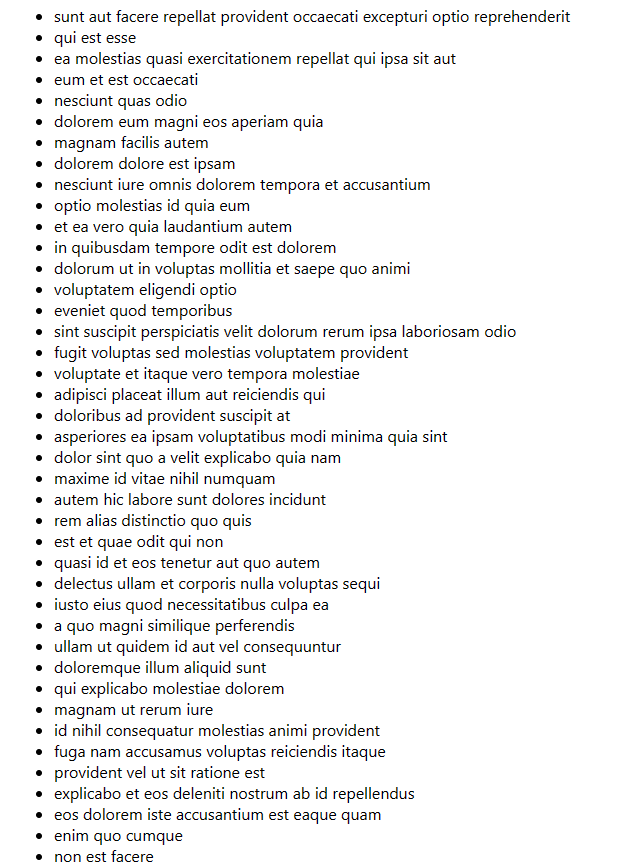 sunt aut facere repellat provident occaecati excepturi optio reprehenderit
qui est esse
ea molestias quasi exercitationem repellat qui ipsa sit aut
eum et est occaecati
nesciunt quas odio
dolorem eum magni eos aperiam quia
magnam facilis autem
dolorem dolore est ipsam
nesciunt iure omnis dolorem tempora et accusantium
optio molestias id quia eum
et ea vero quia laudantium autem
in quibusdam tempore odit est dolorem
dolorum ut in voluptas mollitia et saepe quo animi
voluptatem eligendi optio
eveniet quod temporibus
sint suscipit perspiciatis velit dolorum rerum ipsa laboriosam odio
fugit voluptas sed molestias voluptatem provident
voluptate et itaque vero tempora molestiae
adipisci placeat illum aut reiciendis qui
doloribus ad provident suscipit at
asperiores ea ipsam voluptatibus modi minima quia sint
dolor sint quo a velit explicabo quia nam
maxime id vitae nihil numquam
autem hic labore sunt dolores incidunt
rem alias distinctio quo quis
est et quae odit qui non
quasi id et eos tenetur aut quo autem
delectus ullam et corporis nulla voluptas sequi
iusto eius quod necessitatibus culpa ea
a quo magni similique perferendis
ullam ut quidem id aut vel consequuntur
doloremque illum aliquid sunt
qui explicabo molestiae dolorem
magnam ut rerum iure
id nihil consequatur molestias animi provident
fuga nam accusamus voluptas reiciendis itaque
provident vel ut sit ratione est
explicabo et eos deleniti nostrum ab id repellendus
eos dolorem iste accusantium est eaque quam
enim quo cumque
non est facere